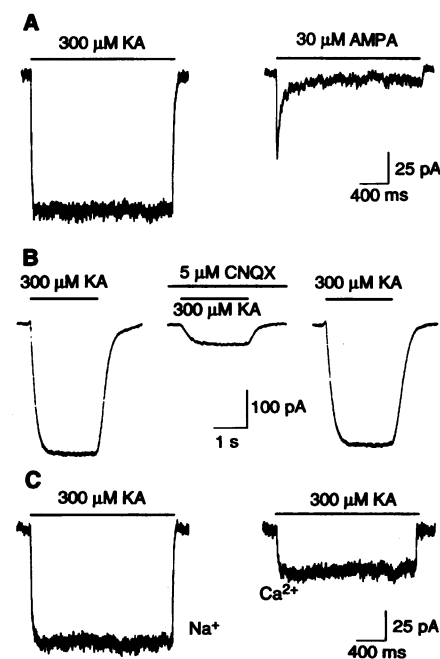 A
300 μM KA
30 μM AMPA
25 pA
400 ms
B
5 μM CNQX
300 μM KA
300 μM KA
300 μM KA
100 pA
1 s
C
300 μM KA
300 μM KA
Na⁺
Ca²⁺
25 pA
400 ms